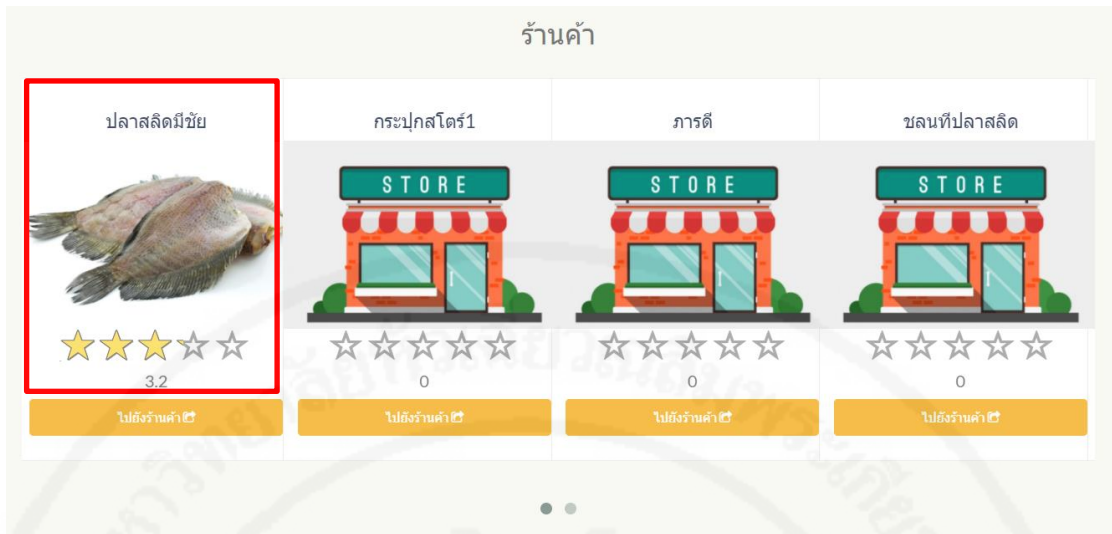 ร้านค้า
ปลาสลิดมีชัย
กระปุกสโตร์1
ภารดี
ชลนทีปลาสลิด
STORE
STORE
STORE
3.2
0
0
0
ไปยังร้านค้า
ไปยังร้านค้า
ไปยังร้านค้า
ไปยังร้านค้า